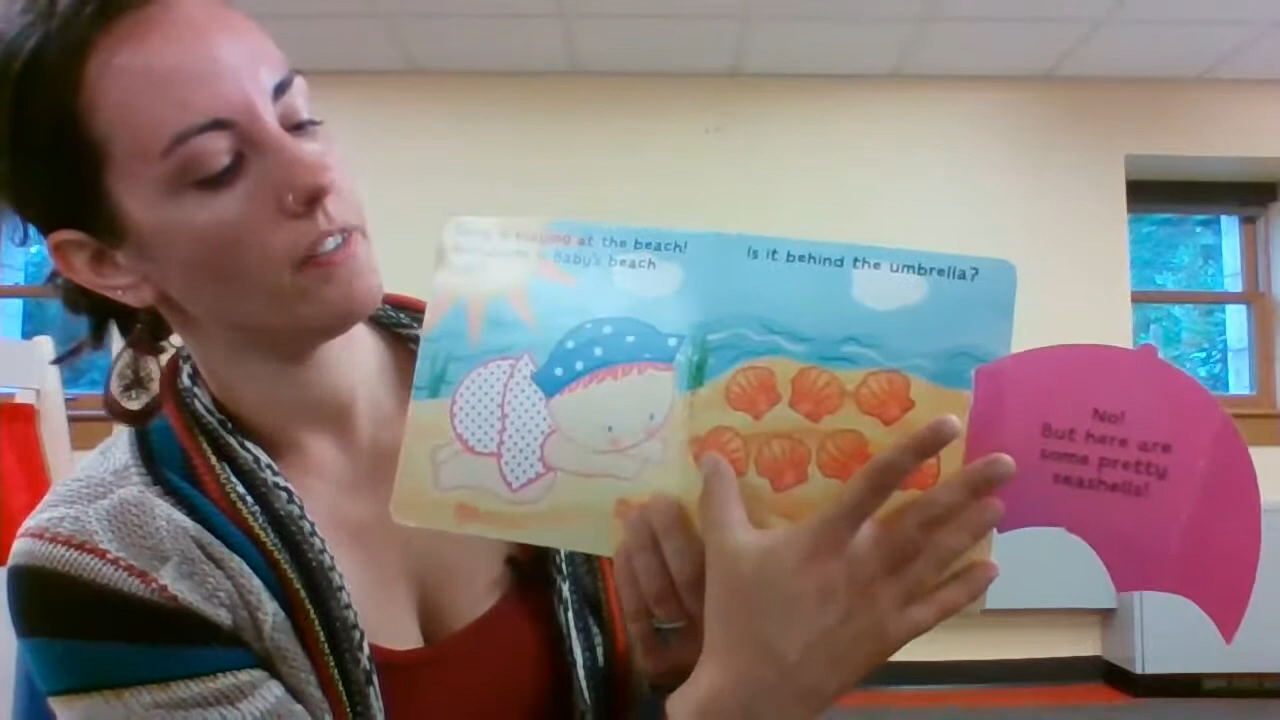 at the beach!
Baby's beach
Is it behind the umbrella?
No!
But here are
some pretty
seashells!